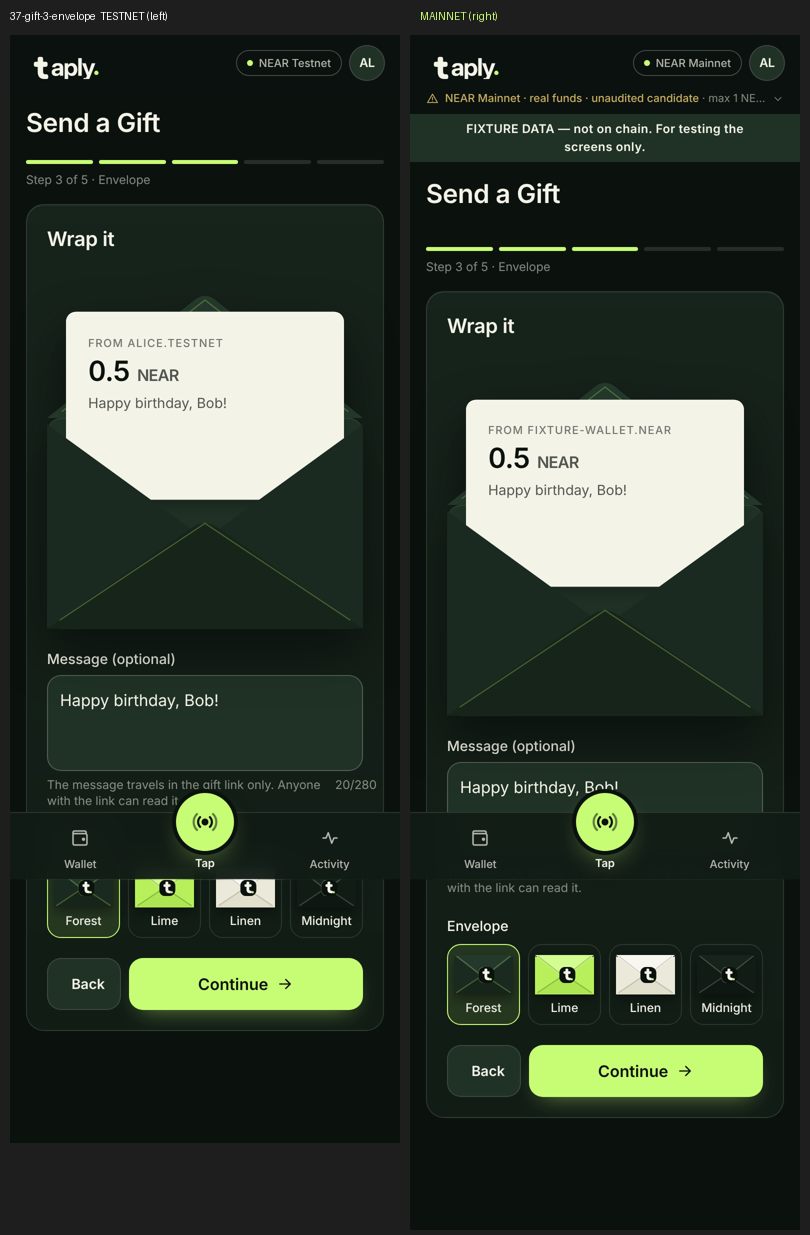 37-gift-3-envelope TESTNET (left)
taply.
NEAR Testnet
AL
Send a Gift
Step 3 of 5 · Envelope
Wrap it
FROM ALICE.TESTNET
0.5 NEAR
Happy birthday, Bob!
Message (optional)
Happy birthday, Bob!
The message travels in the gift link only. Anyone 20/280
with the link can read it
Wallet
Tap
Activity
t t t t
Forest
Lime
Linen
Midnight
Back
Continue →
MAINNET (right)
taply.
NEAR Mainnet
AL
NEAR Mainnet · real funds · unaudited candidate · max 1 NE...
FIXTURE DATA — not on chain. For testing the
screens only.
Send a Gift
Step 3 of 5 · Envelope
Wrap it
FROM FIXTURE-WALLET.NEAR
0.5 NEAR
Happy birthday, Bob!
Message (optional)
Happy birthday, Bob!
Wallet
Tap
Activity
with the link can read it.
Envelope
t t t t
Forest
Lime
Linen
Midnight
Back
Continue →